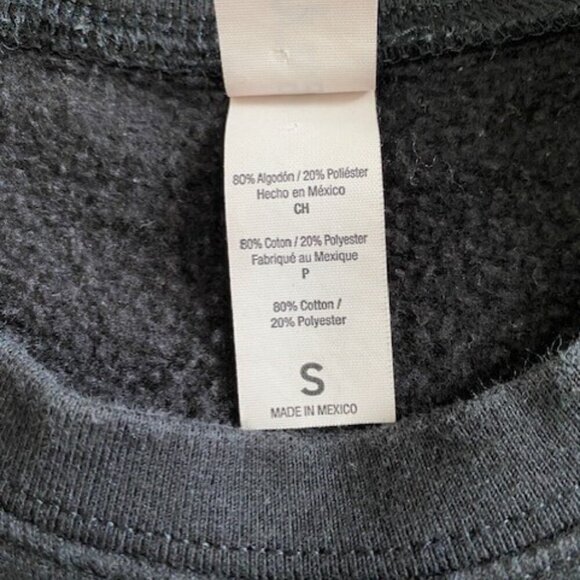 80% Algodón / 20% Poliéster
Hecho en México
CH
80% Coton / 20% Polyester
Fabriqué au Mexique
P
80% Cotton /
20% Polyester
S
MADE IN MEXICO